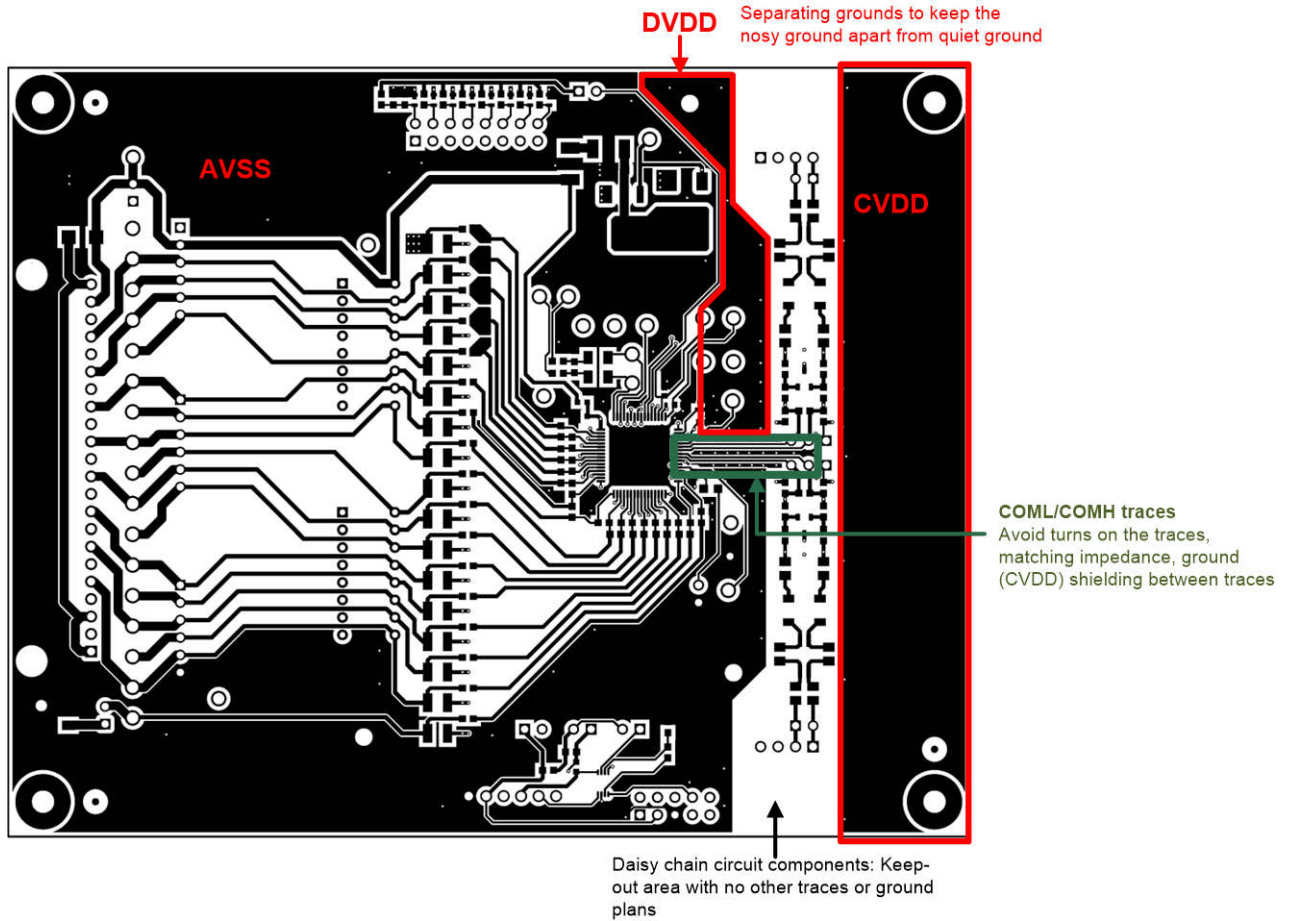 DVDD
Separating grounds to keep the
nosy ground apart from quiet ground
AVSS
CVDD
COML/COMH traces
Avoid turns on the traces,
matching impedance, ground
(CVDD) shielding between traces
Daisy chain circuit components: Keep-
out area with no other traces or ground
plans